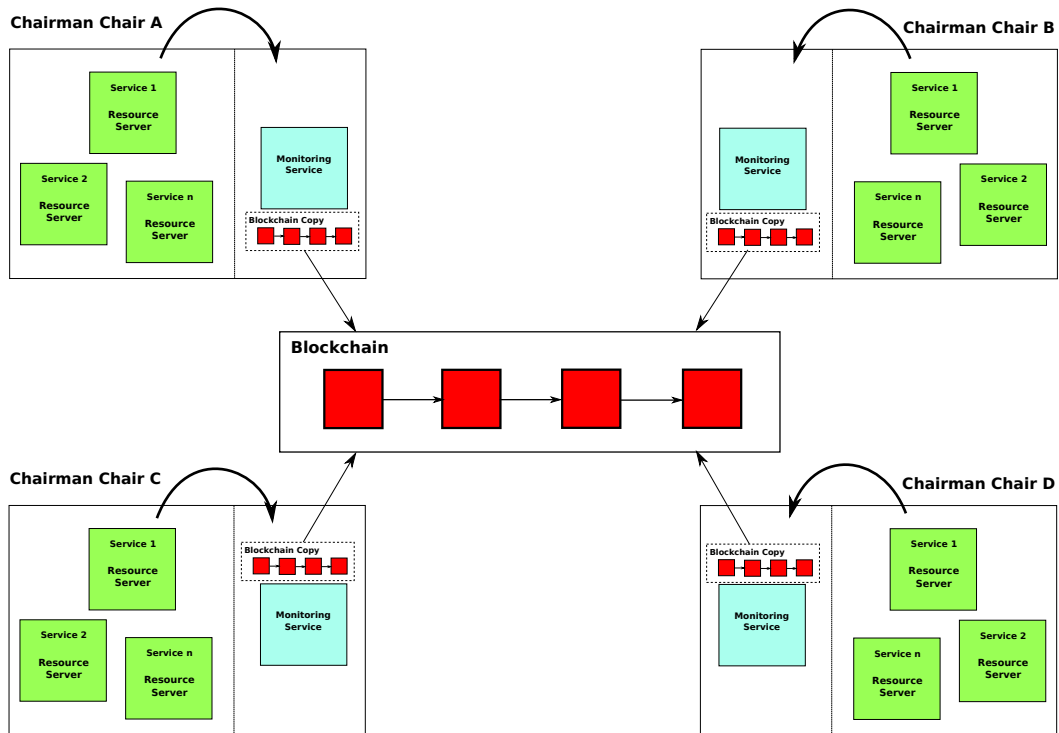 Chairman Chair A
Service 1
Resource
Server
Service 2
Resource
Server
Service n
Resource
Server
Monitoring
Service
Blockchain Copy
Chairman Chair B
Monitoring
Service
Blockchain Copy
Service 1
Resource
Server
Service 2
Resource
Server
Service n
Resource
Server
Blockchain
Chairman Chair C
Service 1
Resource
Server
Service 2
Resource
Server
Service n
Resource
Server
Blockchain Copy
Monitoring
Service
Chairman Chair D
Blockchain Copy
Monitoring
Service
Service 1
Resource
Server
Service 2
Resource
Server
Service n
Resource
Server